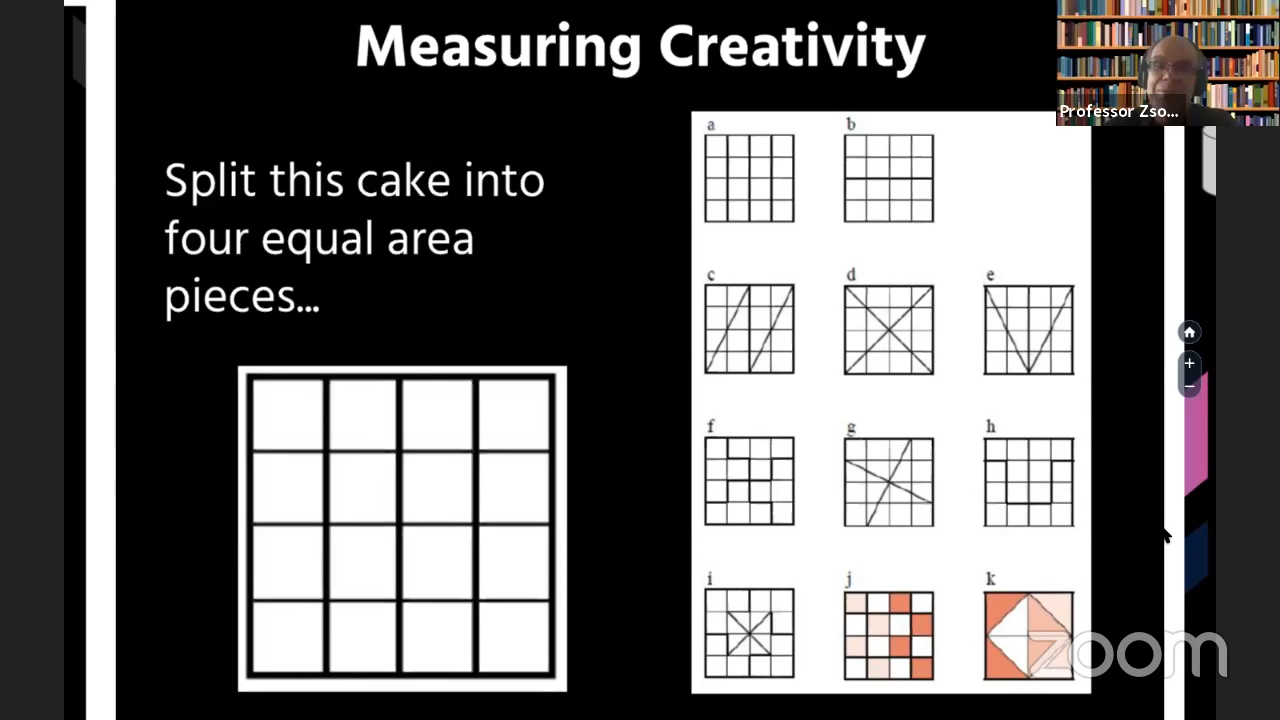 Measuring Creativity
Professor Zso...
Split this cake into
four equal area
pieces...
a
b
c
d
e
f
g
h
i
j
k
zoom